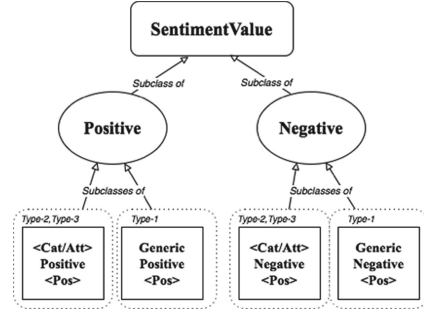 SentimentValue
Subclass of
Subclass of
Positive
Negative
Subclasses of
Subclasses of
Type-2,Type-3
Type-1
Type-2,Type-3
Type-1
<Cat/Att>
Positive
<Pos>
Generic
Positive
<Pos>
<Cat/Att>
Negative
<Pos>
Generic
Negative
<Pos>